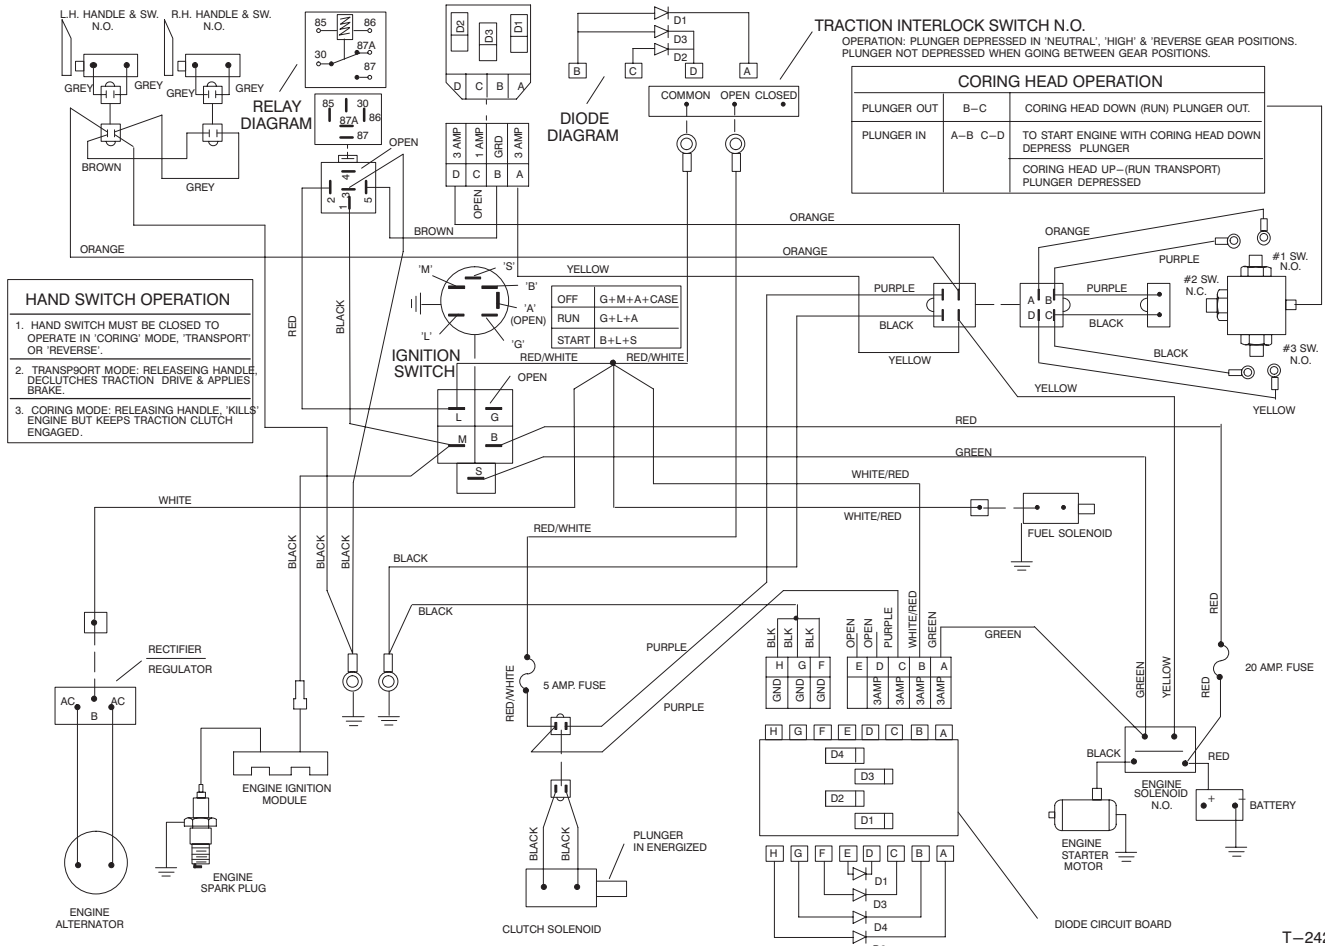 L.H. HANDLE & SW.
N.O.
R.H. HANDLE & SW.
N.O.
GREY
GREY
GREY
GREY
BROWN
GREY
85
86
87A
30
87
RELAY
DIAGRAM
85
30
87A
86
87
OPEN
4
2
3
5
1
D2
D3
D1
D
C
B
A
3 AMP
1 AMP
GRD
3 AMP
D
C
B
A
OPEN
BROWN
D1
D3
D2
B
C
D
A
DIODE
DIAGRAM
TRACTION INTERLOCK SWITCH N.O.
OPERATION: PLUNGER DEPRESSED IN 'NEUTRAL', 'HIGH' & 'REVERSE GEAR POSITIONS.
PLUNGER NOT DEPRESSED WHEN GOING BETWEEN GEAR POSITIONS.
COMMON
OPEN
CLOSED
CORING HEAD OPERATION
PLUNGER OUT
B–C
CORING HEAD DOWN (RUN) PLUNGER OUT.
PLUNGER IN
A–B C–D
TO START ENGINE WITH CORING HEAD DOWN
DEPRESS PLUNGER
CORING HEAD UP–(RUN TRANSPORT)
PLUNGER DEPRESSED
ORANGE
ORANGE
ORANGE
ORANGE
YELLOW
PURPLE
BLACK
YELLOW
PURPLE
#1 SW.
N.O.
#2 SW.
N.C.
A
B
D
C
PURPLE
BLACK
BLACK
#3 SW.
N.O.
YELLOW
YELLOW
HAND SWITCH OPERATION
1. HAND SWITCH MUST BE CLOSED TO
OPERATE IN 'CORING' MODE, 'TRANSPORT'
OR 'REVERSE'.
2. TRANSP9ORT MODE: RELEASEING HANDLE,
DECLUTCHES TRACTION DRIVE & APPLIES
BRAKE.
3. CORING MODE: RELEASING HANDLE, 'KILLS'
ENGINE BUT KEEPS TRACTION CLUTCH
ENGAGED.
RED
BLACK
'M'
'S'
'B'
'A'
(OPEN)
'L'
'G'
IGNITION
SWITCH
OFF
G+M+A+CASE
RUN
G+L+A
START
B+L+S
RED/WHITE
RED/WHITE
OPEN
L
G
M
B
S
RED
GREEN
WHITE/RED
WHITE
WHITE/RED
FUEL SOLENOID
RED/WHITE
BLACK
BLACK
BLACK
BLACK
BLACK
RECTIFIER
REGULATOR
AC
AC
B
ENGINE IGNITION
MODULE
ENGINE
SPARK PLUG
ENGINE
ALTERNATOR
RED/WHITE
5 AMP. FUSE
PURPLE
PURPLE
BLACK
BLACK
PLUNGER
IN ENERGIZED
CLUTCH SOLENOID
BLK
BLK
BLK
OPEN
OPEN
PURPLE
WHITE/RED
GREEN
H
G
F
E
D
C
B
A
GND
GND
GND
3AMP
3AMP
3AMP
3AMP
GREEN
H
G
F
E
D
C
B
A
D4
D3
D2
D1
H
G
F
E
D
C
B
A
D1
D3
D4
DIODE CIRCUIT BOARD
RED
20 AMP. FUSE
GREEN
YELLOW
RED
BLACK
RED
ENGINE
SOLENOID
N.O.
+
–
BATTERY
ENGINE
STARTER
MOTOR